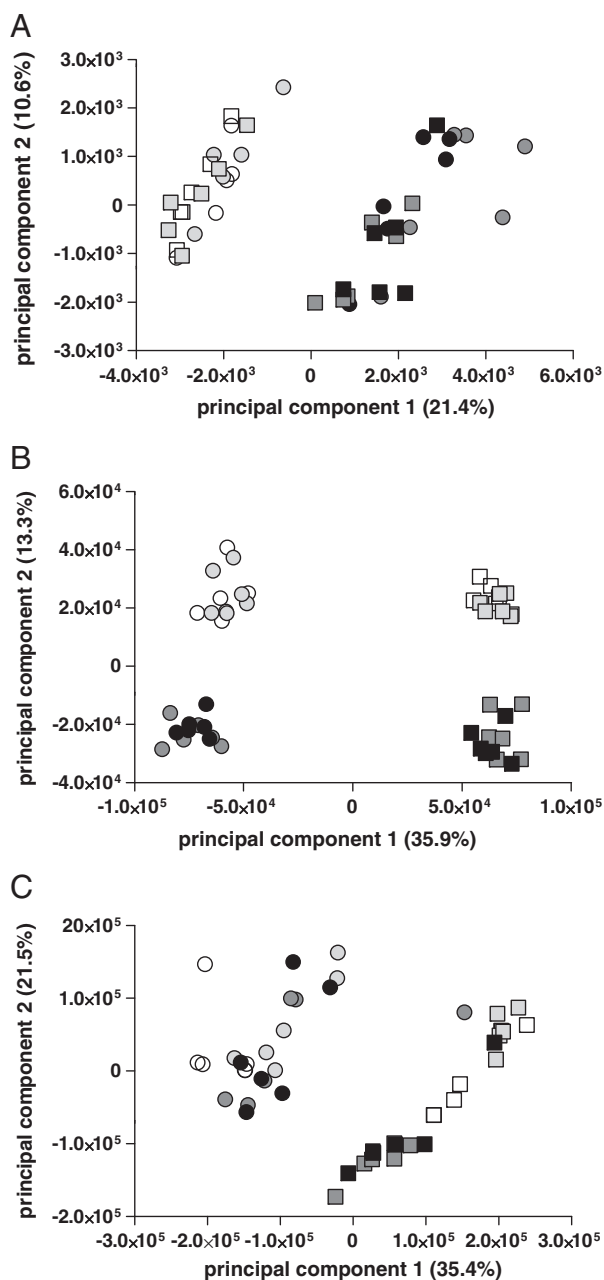 A
principal component 2 (10.6%)
3.0×10³
2.0×10³
1.0×10³
0
-1.0×10³
-2.0×10³
-3.0×10³
-4.0×10³ -2.0×10³ 0 2.0×10³ 4.0×10³ 6.0×10³
principal component 1 (21.4%)
B
principal component 2 (13.3%)
6.0×10⁴
4.0×10⁴
2.0×10⁴
0
-2.0×10⁴
-4.0×10⁴
-1.0×10⁵ -5.0×10⁴ 0 5.0×10⁴ 1.0×10⁵
principal component 1 (35.9%)
C
principal component 2 (21.5%)
20×10⁵
1.0×10⁵
0
-1.0×10⁵
-2.0×10⁵
-3.0×10⁵ -2.0×10⁵ -1.0×10⁵ 0 1.0×10⁵ 2.0×10⁵ 3.0×10⁵
principal component 1 (35.4%)